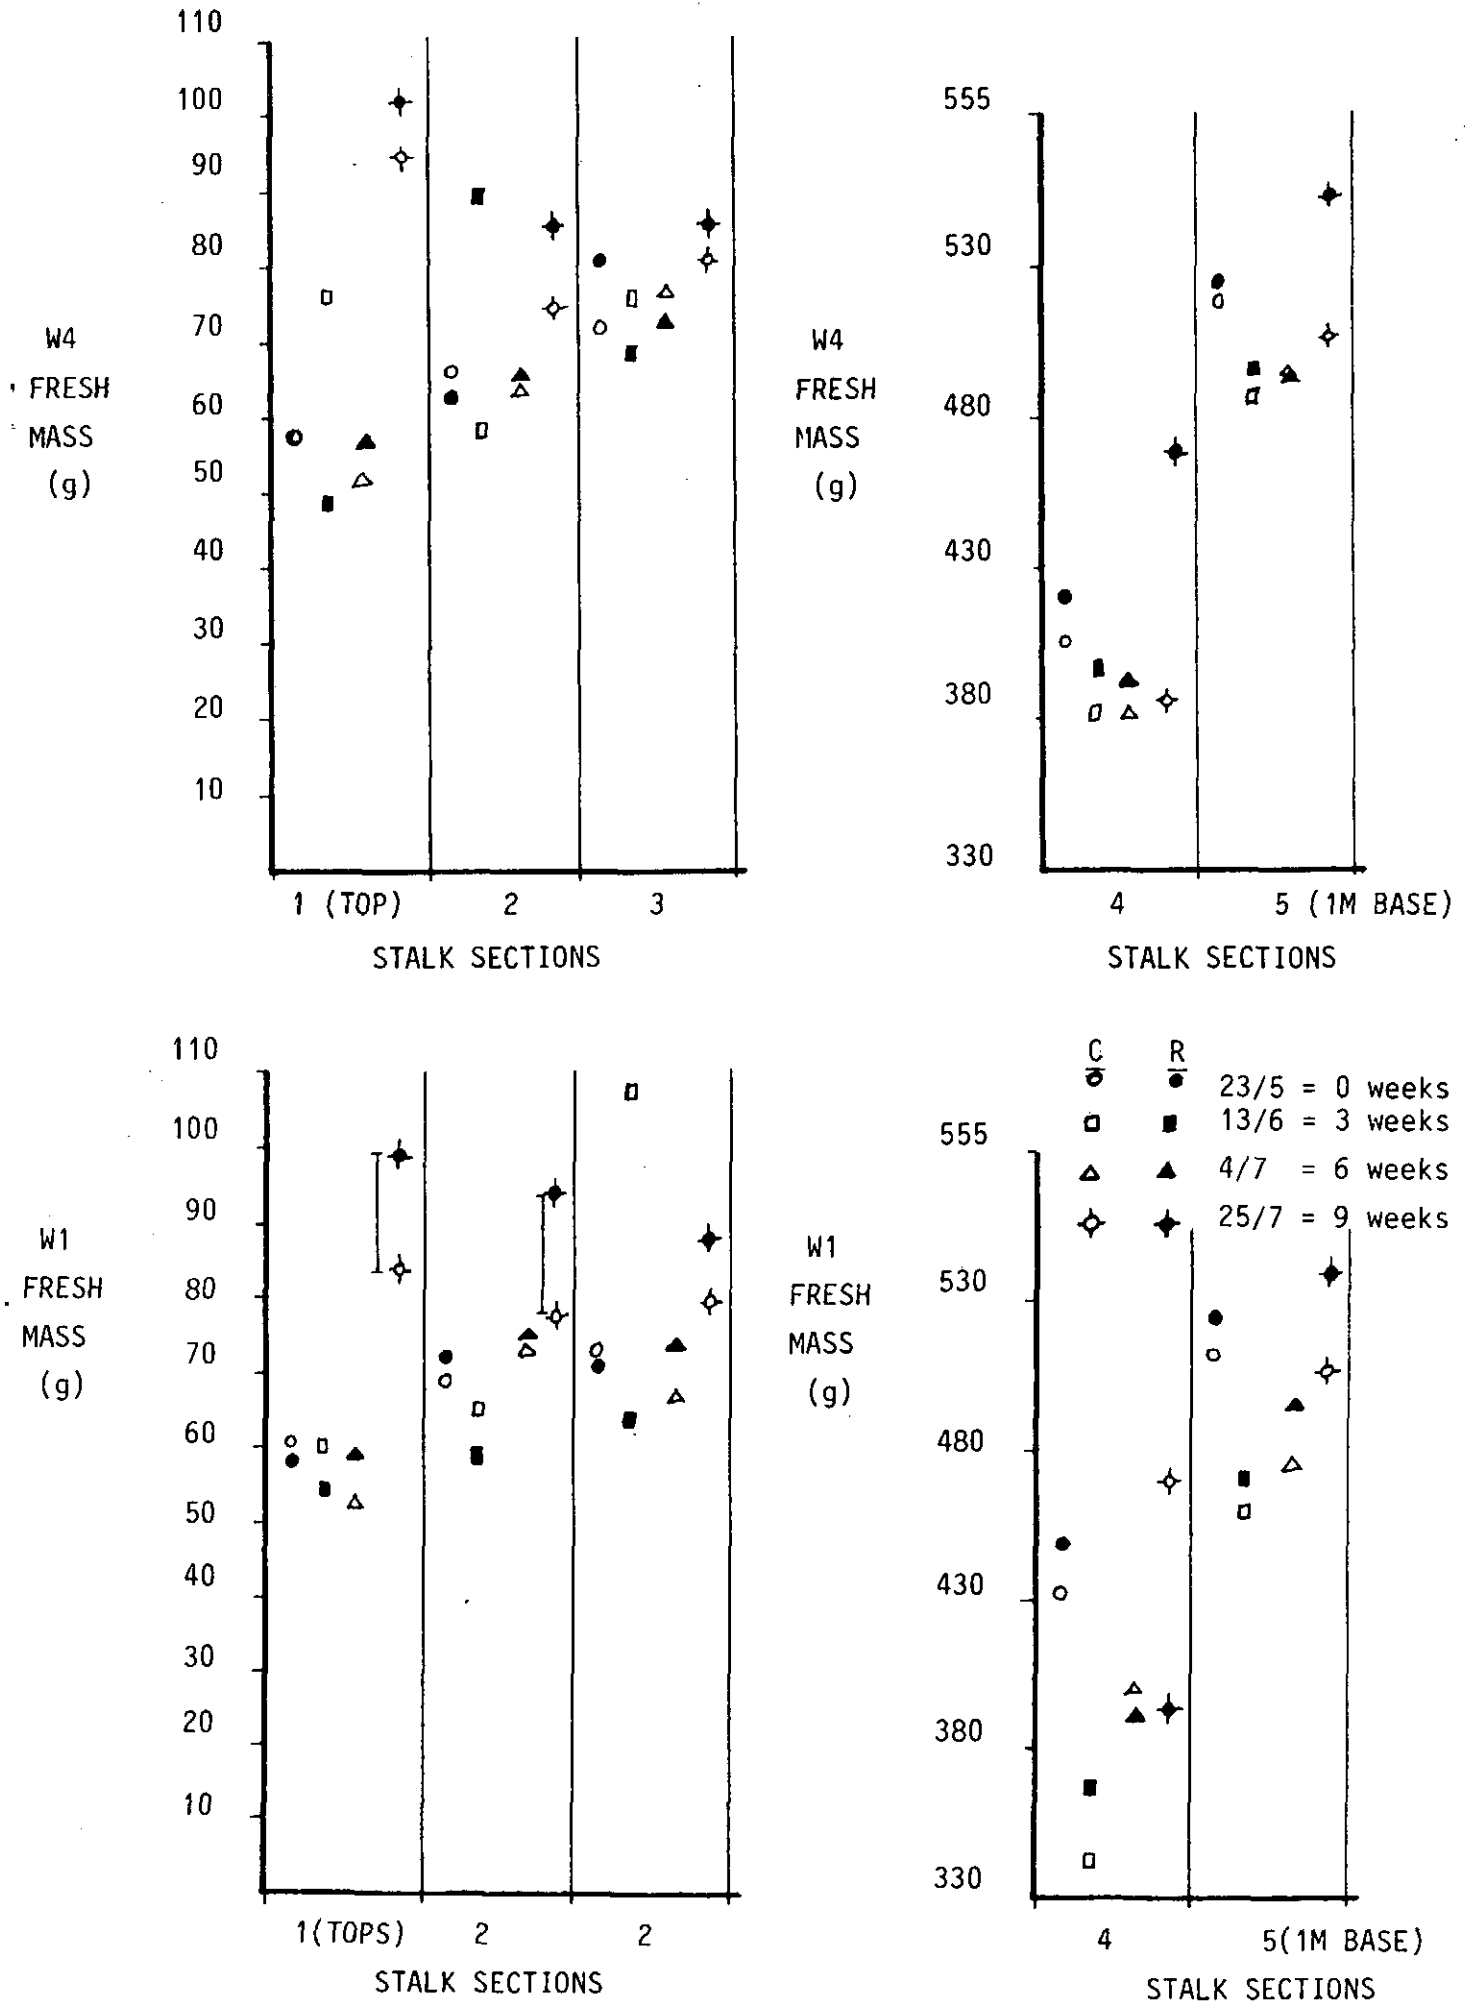 110
100
90
80
70
60
50
40
30
20
10
W4
FRESH
MASS
(g)
1 (TOP) 2 3
STALK SECTIONS
555
530
480
430
380
330
W4
FRESH
MASS
(g)
4 5 (1M BASE)
STALK SECTIONS
110
100
90
80
70
60
50
40
30
20
10
W1
FRESH
MASS
(g)
1(TOPS) 2 2
STALK SECTIONS
C R
23/5 = 0 weeks
13/6 = 3 weeks
4/7 = 6 weeks
25/7 = 9 weeks
555
530
480
430
380
330
W1
FRESH
MASS
(g)
4 5(1M BASE)
STALK SECTIONS